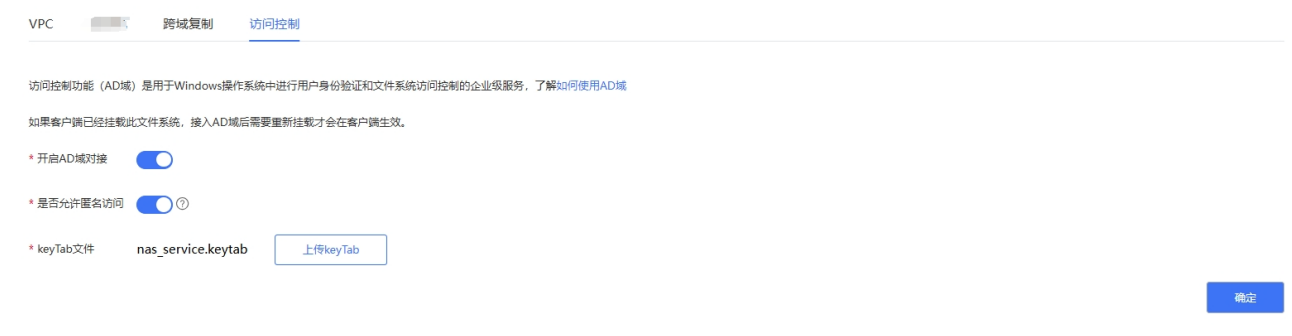 VPC 跨域复制 访问控制
访问控制功能（AD域）是用于Windows操作系统中进行用户身份验证和文件系统访问控制的企业级服务，了解如何使用AD域
如果客户端已经挂载此文件系统，接入AD域后需要重新挂载才会在客户端生效。
* 开启AD域对接
* 是否允许匿名访问 ?
* keyTab文件 nas_service.keytab 上传keyTab
确定